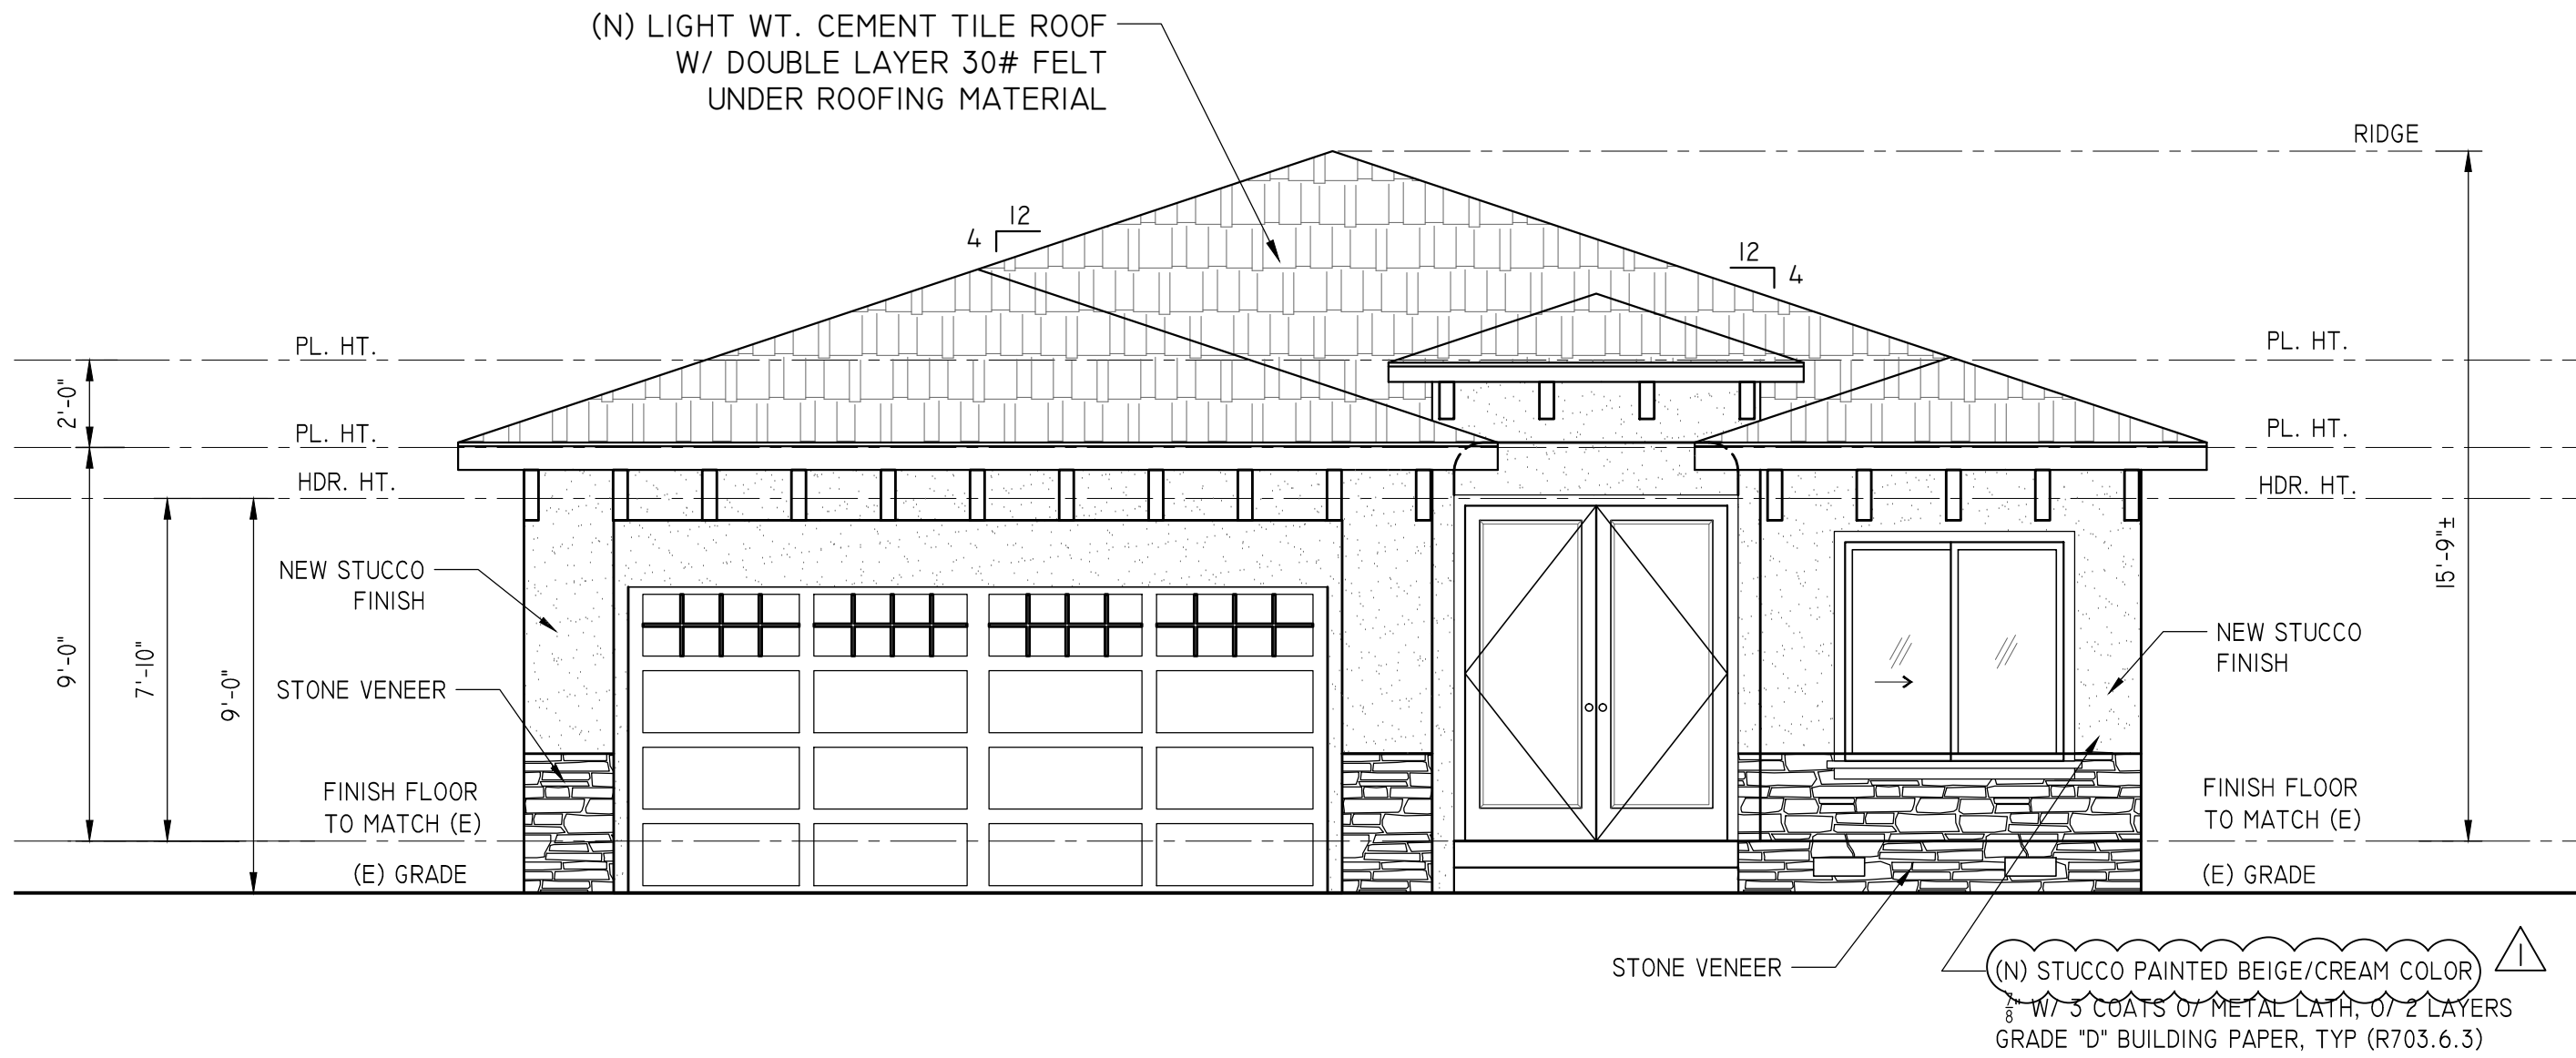 (N) LIGHT WT. CEMENT TILE ROOF
W/ DOUBLE LAYER 30# FELT
UNDER ROOFING MATERIAL
RIDGE
12
4
12
4
PL. HT.
PL. HT.
2'-0"
PL. HT.
PL. HT.
HDR. HT.
HDR. HT.
15'-9"±
NEW STUCCO
FINISH
9'-0"
7'-10"
9'-0"
STONE VENEER
NEW STUCCO
FINISH
FINISH FLOOR
TO MATCH (E)
FINISH FLOOR
TO MATCH (E)
(E) GRADE
(E) GRADE
STONE VENEER
(N) STUCCO PAINTED BEIGE/CREAM COLOR
1
7/8" W/ 3 COATS O/ METAL LATH, O/ 2 LAYERS
GRADE "D" BUILDING PAPER, TYP (R703.6.3)